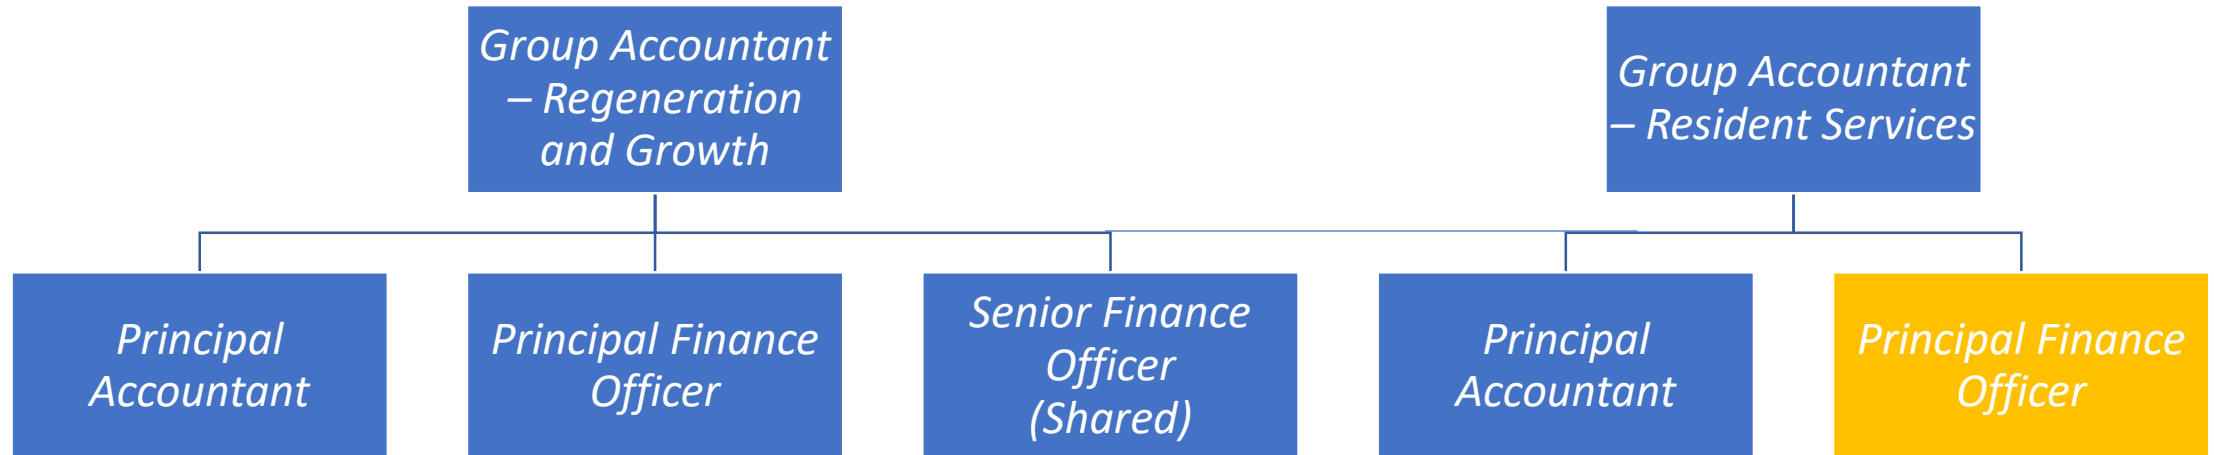 Group Accountant
– Regeneration
and Growth
Group Accountant
– Resident Services
Principal
Accountant
Principal Finance
Officer
Senior Finance
Officer
(Shared)
Principal
Accountant
Principal Finance
Officer